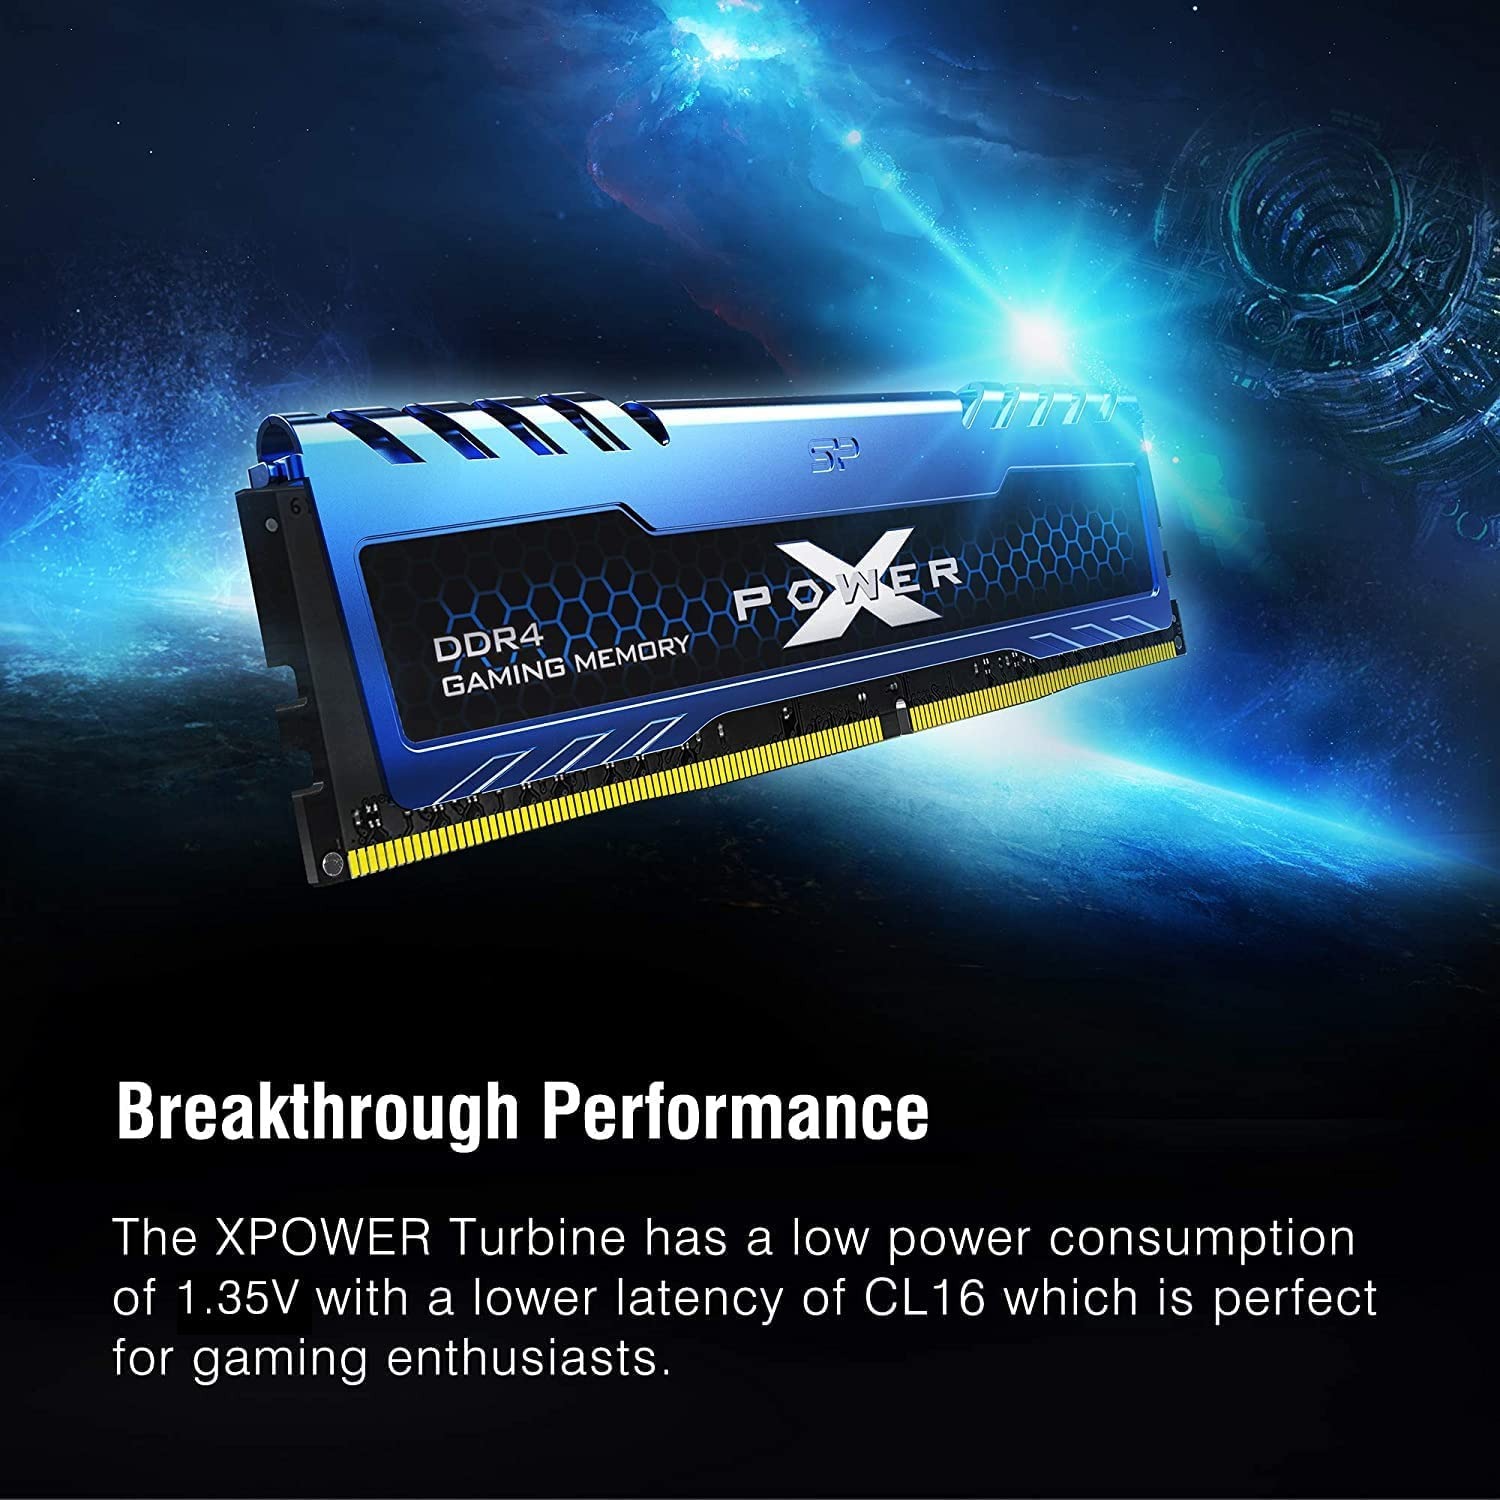 SP
XPOWER
DDR4
GAMING MEMORY
Breakthrough Performance
The XPOWER Turbine has a low power consumption
of 1.35V with a lower latency of CL16 which is perfect
for gaming enthusiasts.